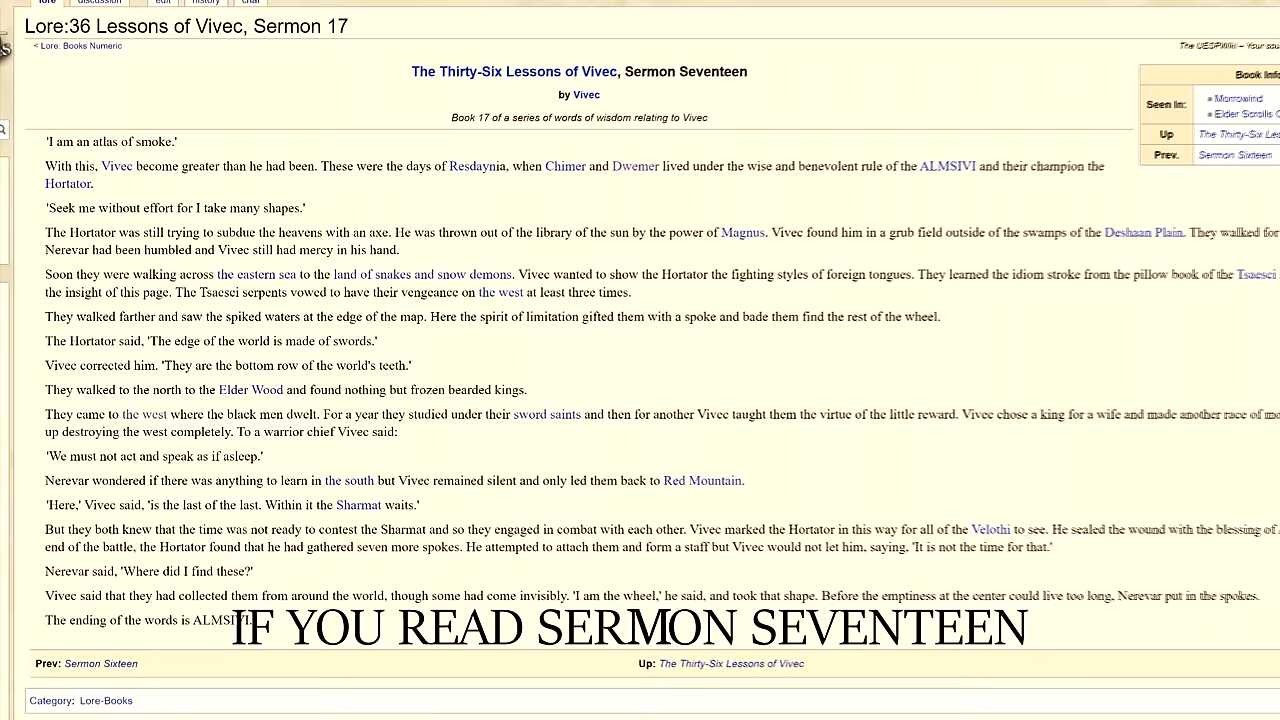 lore discussion edit history chat
Lore:36 Lessons of Vivec, Sermon 17
< Lore: Books Numeric
The UESPWiki – Your
The Thirty-Six Lessons of Vivec, Sermon Seventeen
by Vivec
Book 17 of a series of words of wisdom relating to Vivec
Book Info
Seen In:
Morrowind
Elder Scrolls
Up The Thirty-Six
Prev. Sermon Sixteen
'I am an atlas of smoke.'
With this, Vivec become greater than he had been. These were the days of Resdaynia, when Chimer and Dwemer lived under the wise and benevolent rule of the ALMSIVI and their champion the
Hortator.
'Seek me without effort for I take many shapes.'
The Hortator was still trying to subdue the heavens with an axe. He was thrown out of the library of the sun by the power of Magnus. Vivec found him in a grub field outside of the swamps of the Deshaan Plain. They walked for
Nerevar had been humbled and Vivec still had mercy in his hand.
Soon they were walking across the eastern sea to the land of snakes and snow demons. Vivec wanted to show the Hortator the fighting styles of foreign tongues. They learned the idiom stroke from the pillow book of the Tsaesci
the insight of this page. The Tsaesci serpents vowed to have their vengeance on the west at least three times.
They walked farther and saw the spiked waters at the edge of the map. Here the spirit of limitation gifted them with a spoke and bade them find the rest of the wheel.
The Hortator said, 'The edge of the world is made of swords.'
Vivec corrected him. 'They are the bottom row of the world's teeth.'
They walked to the north to the Elder Wood and found nothing but frozen bearded kings.
They came to the west where the black men dwelt. For a year they studied under their sword saints and then for another Vivec taught them the virtue of the little reward. Vivec chose a king for a wife and made another race of
up destroying the west completely. To a warrior chief Vivec said:
'We must not act and speak as if asleep.'
Nerevar wondered if there was anything to learn in the south but Vivec remained silent and only led them back to Red Mountain.
'Here,' Vivec said, 'is the last of the last. Within it the Sharmat waits.'
But they both knew that the time was not ready to contest the Sharmat and so they engaged in combat with each other. Vivec marked the Hortator in this way for all of the Velothi to see. He sealed the wound with the blessing of
end of the battle, the Hortator found that he had gathered seven more spokes. He attempted to attach them and form a staff but Vivec would not let him, saying, 'It is not the time for that.'
Nerevar said, 'Where did I find these?'
Vivec said that they had collected them from around the world, though some had come invisibly. 'I am the wheel,' he said, and took that shape. Before the emptiness at the center could live too long, Nerevar put in the spokes.
The ending of the words is ALMSIVI.
IF YOU READ SERMON SEVENTEEN
Prev: Sermon Sixteen
Up: The Thirty-Six Lessons of Vivec
Category: Lore-Books